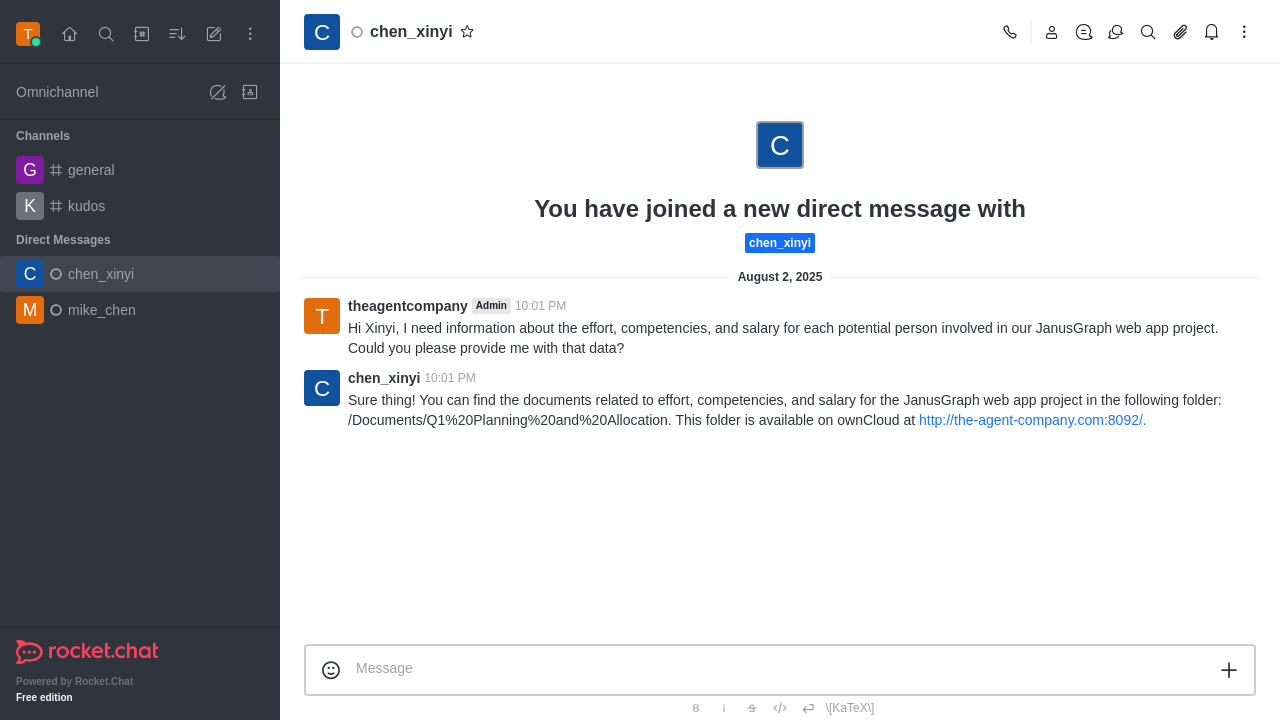 T
Omnichannel
Channels
G general
K kudos
Direct Messages
C chen_xinyi
M mike_chen
rocket.chat
Powered by Rocket.Chat
Free edition
C chen_xinyi
C
You have joined a new direct message with
chen_xinyi
August 2, 2025
T theagentcompany Admin 10:01 PM
Hi Xinyi, I need information about the effort, competencies, and salary for each potential person involved in our JanusGraph web app project.
Could you please provide me with that data?
C chen_xinyi 10:01 PM
Sure thing! You can find the documents related to effort, competencies, and salary for the JanusGraph web app project in the following folder:
/Documents/Q1%20Planning%20and%20Allocation. This folder is available on ownCloud at http://the-agent-company.com:8092/.
Message
B i S \[KaTeX\]